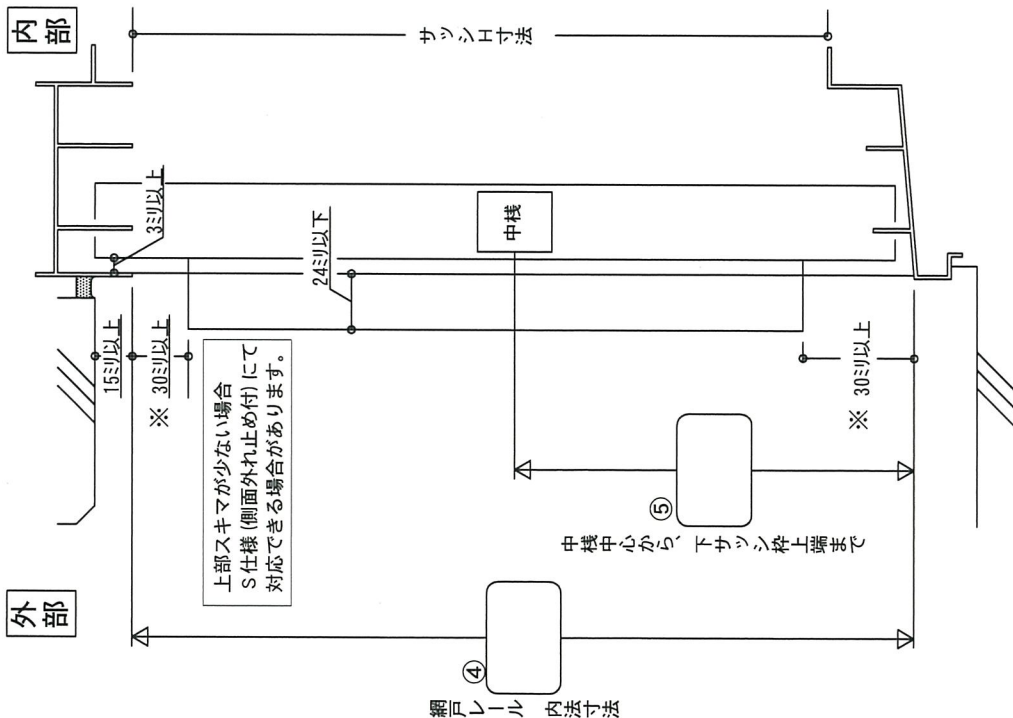 外部
内部
15ミリ以上
※ 30ミリ以上
3ミリ以上
24ミリ以下
サッシH寸法
上部スキマが少ない場合
S仕様(側面外れ止め付)にて
対応できる場合があります。
中桟
⑤
中桟中心から、下サッシ枠上端まで
※ 30ミリ以上
④
網戸レール 内法寸法